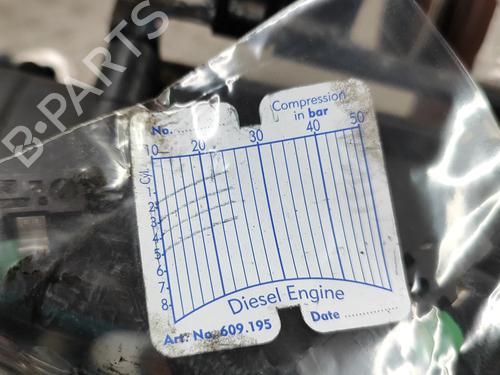 B·PARTS
No. ............
Compression
in bar
10 20 30 40 50
Cyl.
1
2
3
4
5
6
7
8
Diesel Engine
Art. No. 609.195
Date ............